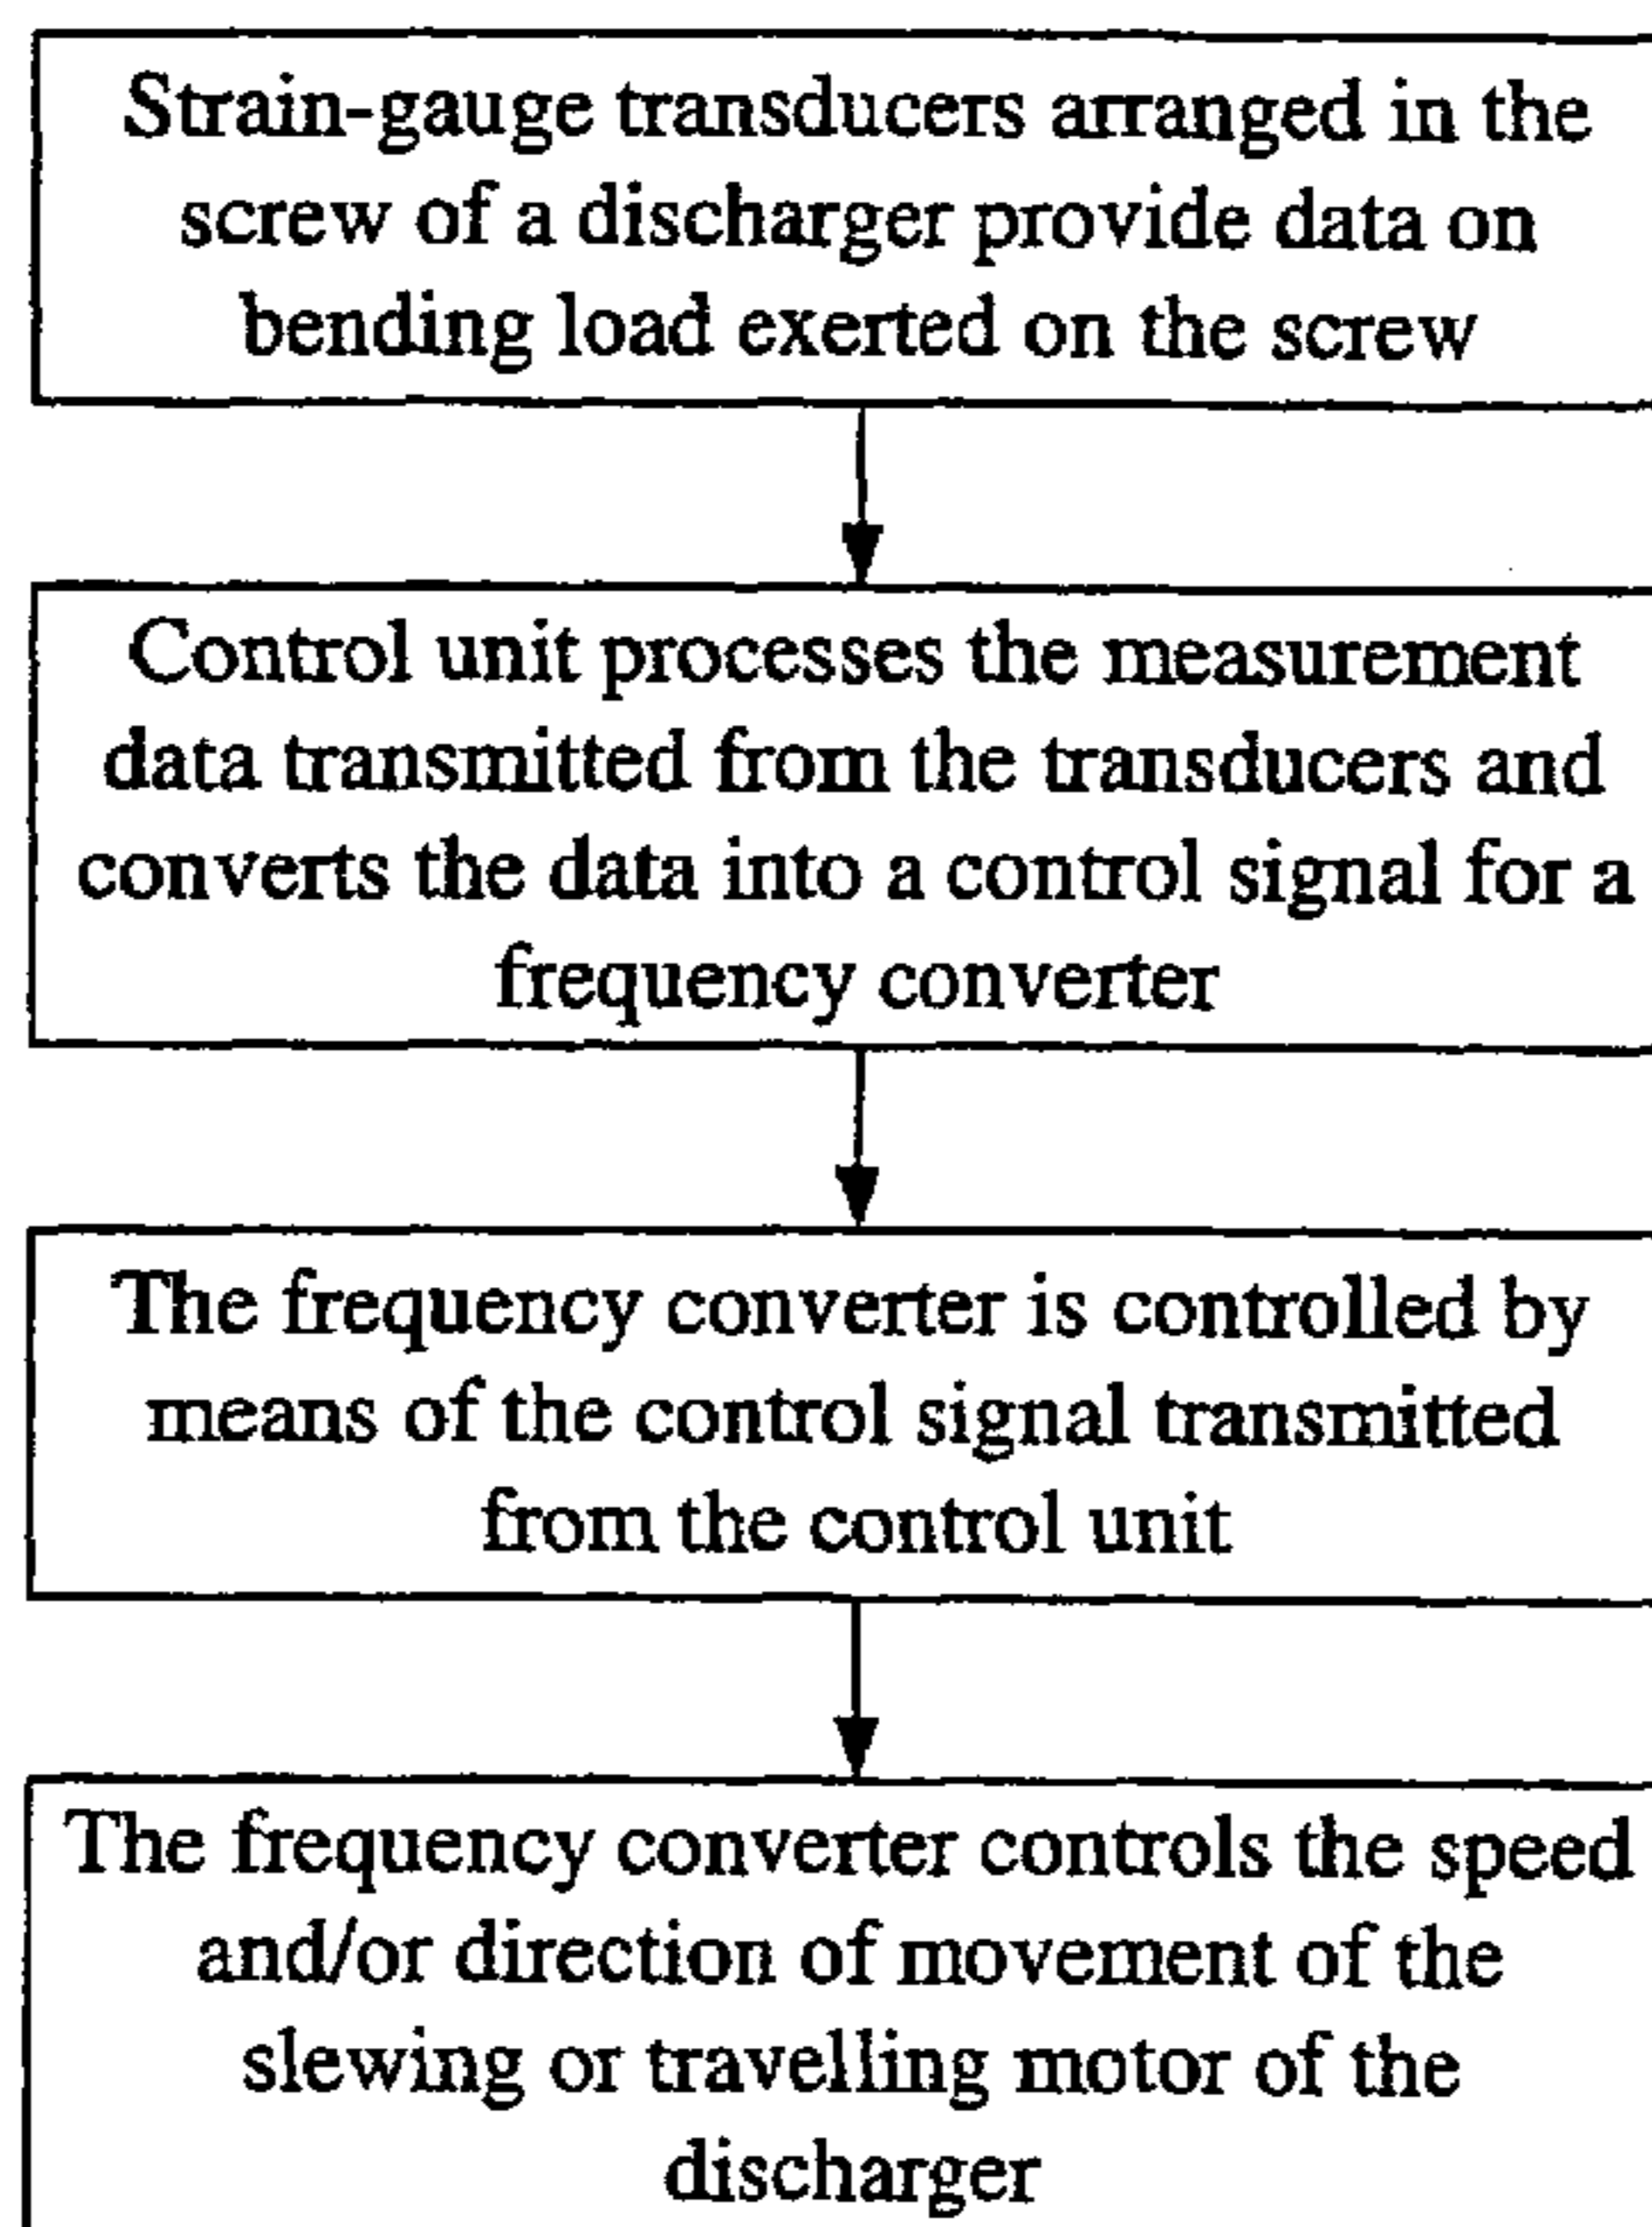 Strain-gauge transducers arranged in the
screw of a discharger provide data on
bending load exerted on the screw
Control unit processes the measurement
data transmitted from the transducers and
converts the data into a control signal for a
frequency converter
The frequency converter is controlled by
means of the control signal transmitted
from the control unit
The frequency converter controls the speed
and/or direction of movement of the
slewing or travelling motor of the
discharger